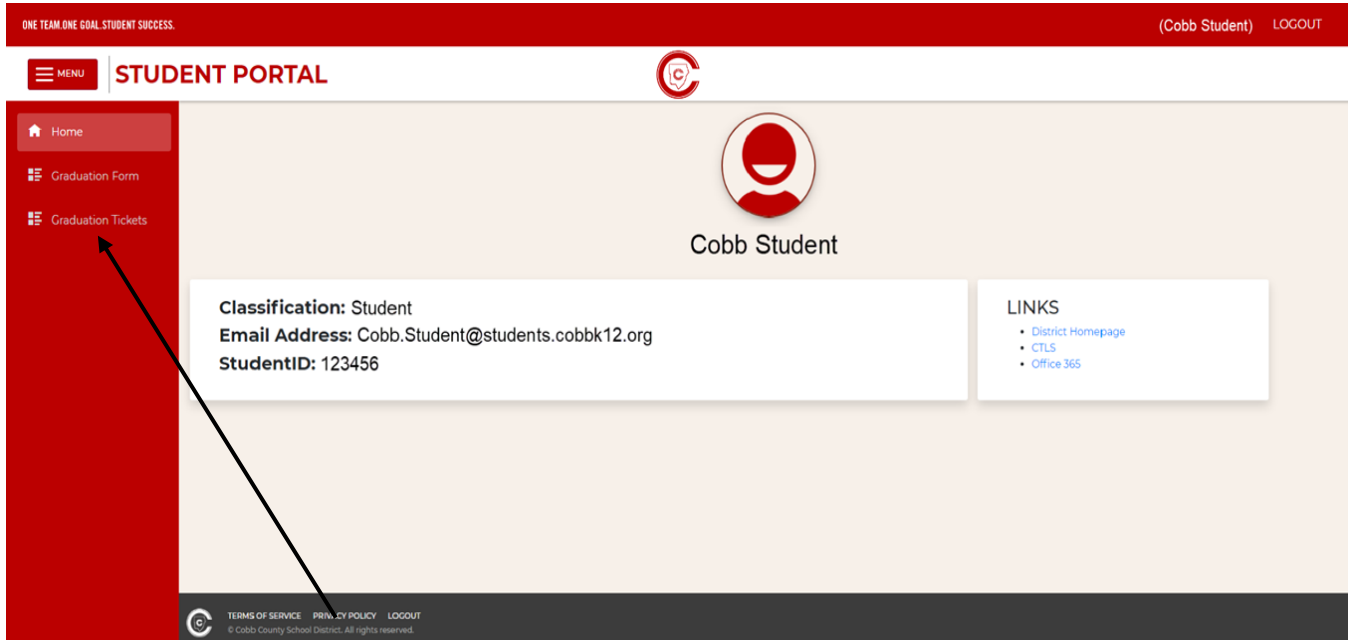 ONE TEAM.ONE GOAL.STUDENT SUCCESS.
(Cobb Student) LOGOUT
MENU
STUDENT PORTAL
C
Home
Graduation Form
Graduation Tickets
Cobb Student
Classification: Student
Email Address: Cobb.Student@students.cobbk12.org
StudentID: 123456
LINKS
• District Homepage
• CTLS
• Office 365
C
TERMS OF SERVICE PRIVACY POLICY LOGOUT
© Cobb County School District. All rights reserved.